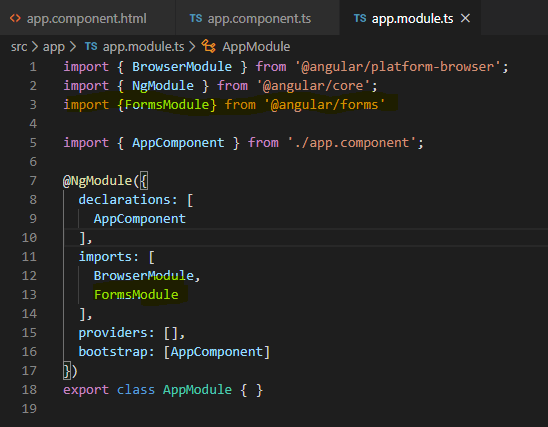 app.component.html TS app.component.ts TS app.module.ts ×
src > app > TS app.module.ts > AppModule
1 import { BrowserModule } from '@angular/platform-browser';
2 import { NgModule } from '@angular/core';
3 import {FormsModule} from '@angular/forms'
4
5 import { AppComponent } from './app.component';
6
7 @NgModule({
8 declarations: [
9 AppComponent
10 ],
11 imports: [
12 BrowserModule,
13 FormsModule
14 ],
15 providers: [],
16 bootstrap: [AppComponent]
17 })
18 export class AppModule { }
19